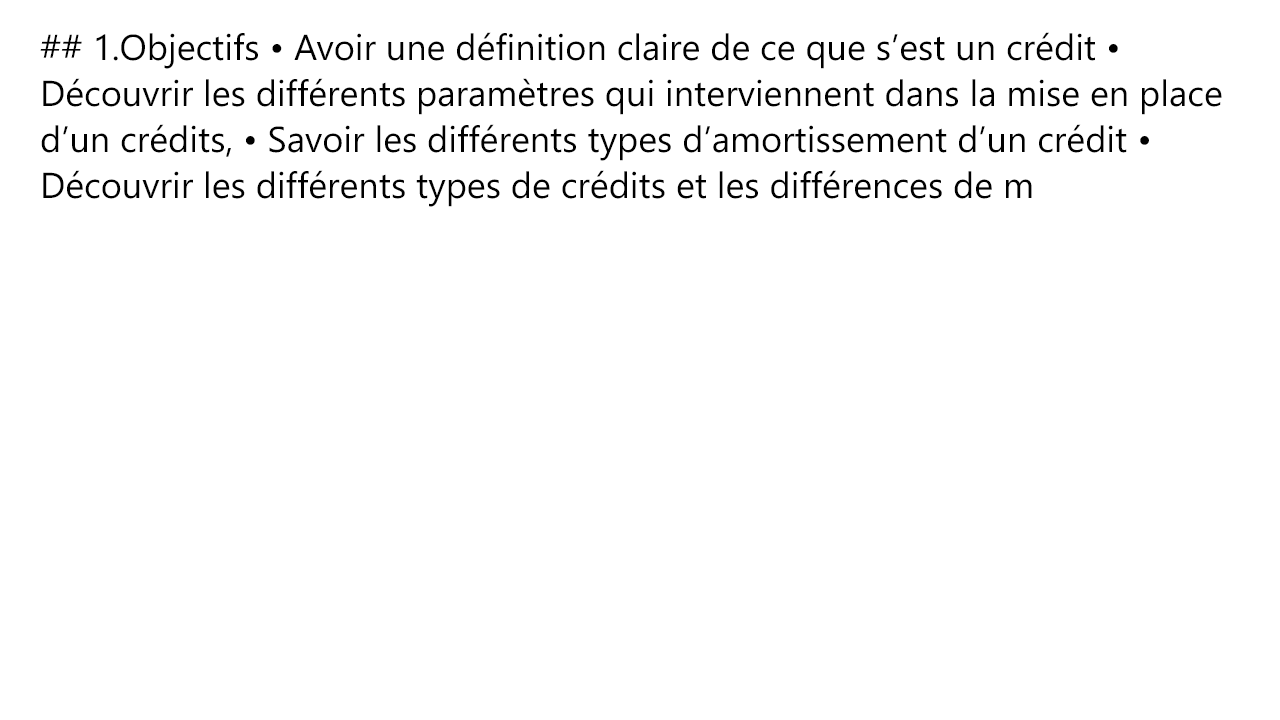 ## 1.Objectifs • Avoir une définition claire de ce que s’est un crédit •
Découvrir les différents paramètres qui interviennent dans la mise en place
d’un crédits, • Savoir les différents types d’amortissement d’un crédit •
Découvrir les différents types de crédits et les différences de m